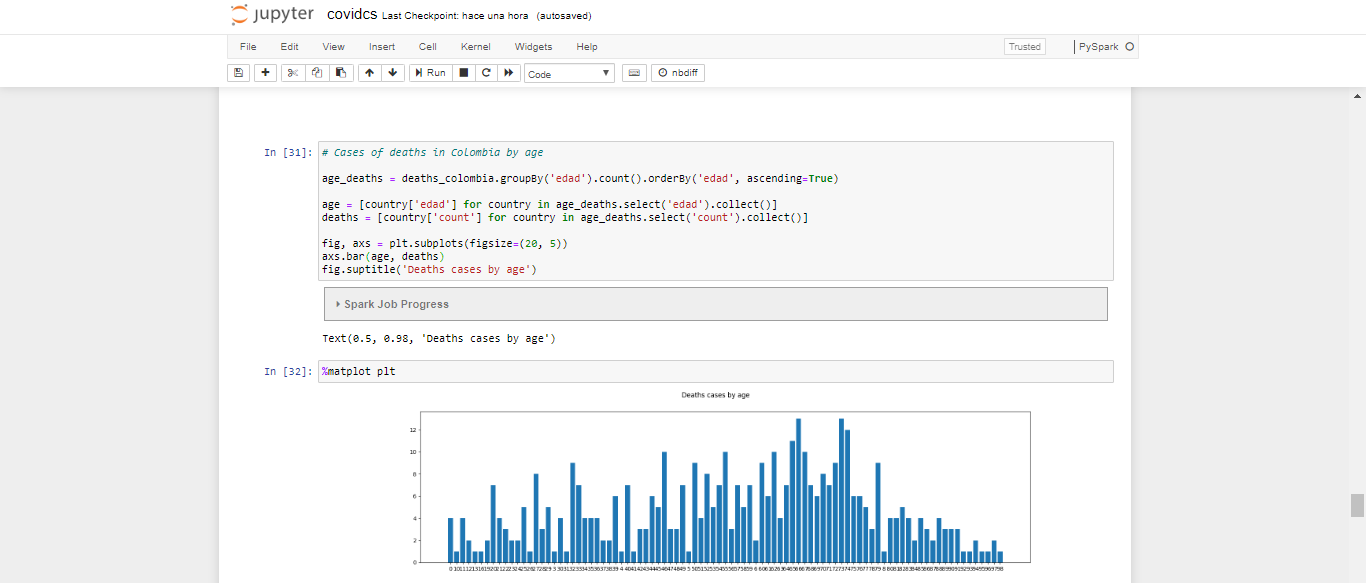 jupyter covidcs Last Checkpoint: hace una hora (autosaved)
File Edit View Insert Cell Kernel Widgets Help Trusted PySpark
Run Code nbdiff
In [31]: # Cases of deaths in Colombia by age
age_deaths = deaths_colombia.groupBy('edad').count().orderBy('edad', ascending=True)
age = [country['edad'] for country in age_deaths.select('edad').collect()]
deaths = [country['count'] for country in age_deaths.select('count').collect()]
fig, axs = plt.subplots(figsize=(20, 5))
axs.bar(age, deaths)
fig.suptitle('Deaths cases by age')
Spark Job Progress
Text(0.5, 0.98, 'Deaths cases by age')
In [32]: %matplot plt
Deaths cases by age
12
10
8
6
4
2
0